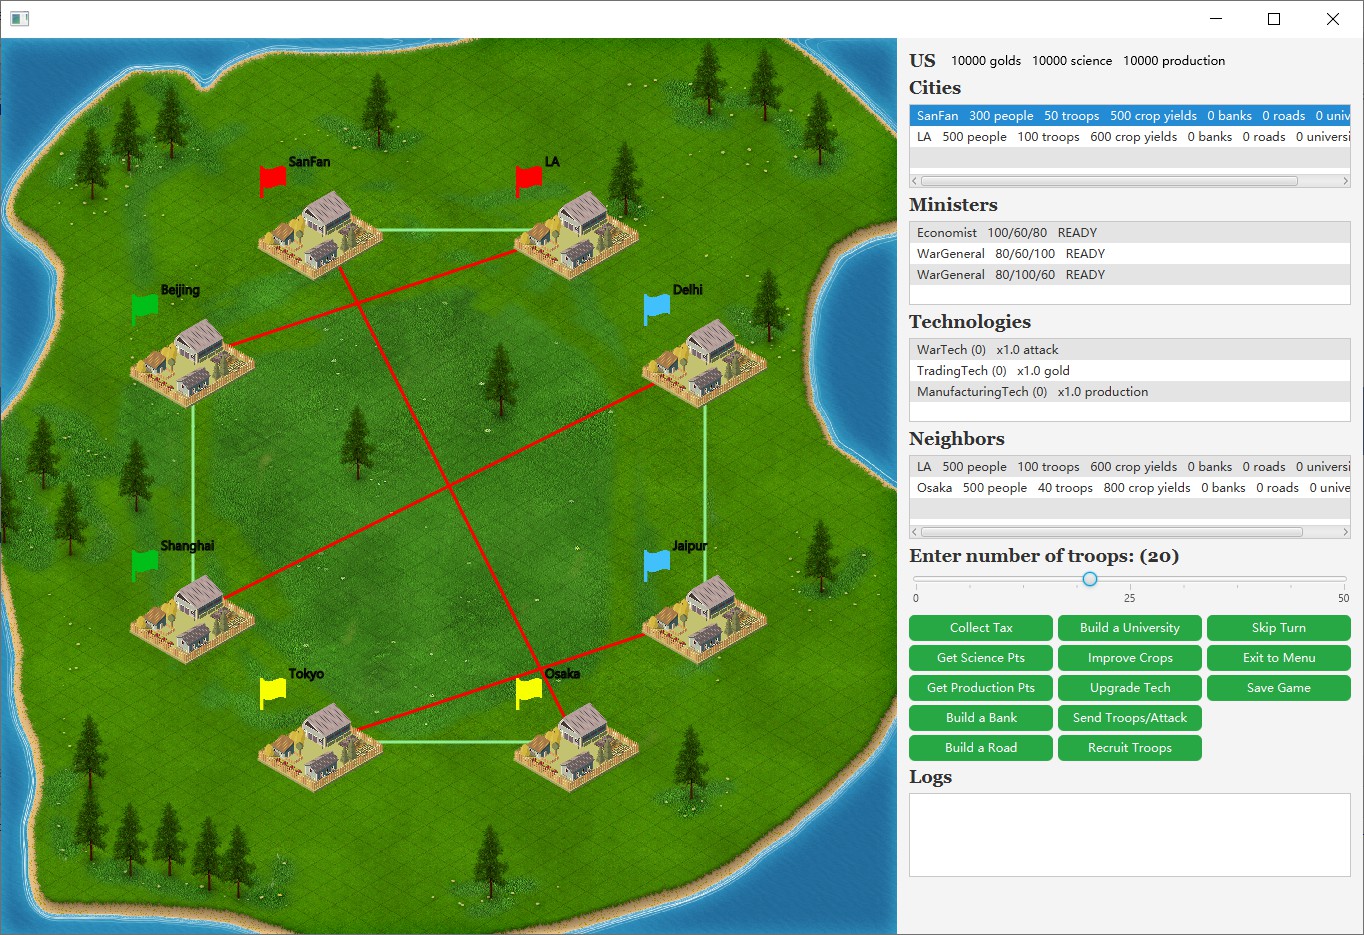 SanFan
LA
Beijing
Delhi
Shanghai
Jaipur
Tokyo
Osaka
US 10000 golds 10000 science 10000 production
Cities
SanFan 300 people 50 troops 500 crop yields 0 banks 0 roads 0 univ
LA 500 people 100 troops 600 crop yields 0 banks 0 roads 0 universi
Ministers
Economist 100/60/80 READY
WarGeneral 80/60/100 READY
WarGeneral 80/100/60 READY
Technologies
WarTech (0) x1.0 attack
TradingTech (0) x1.0 gold
ManufacturingTech (0) x1.0 production
Neighbors
LA 500 people 100 troops 600 crop yields 0 banks 0 roads 0 universi
Osaka 500 people 40 troops 800 crop yields 0 banks 0 roads 0 unive
Enter number of troops: (20)
0 25 50
Collect Tax Build a University Skip Turn
Get Science Pts Improve Crops Exit to Menu
Get Production Pts Upgrade Tech Save Game
Build a Bank Send Troops/Attack
Build a Road Recruit Troops
Logs